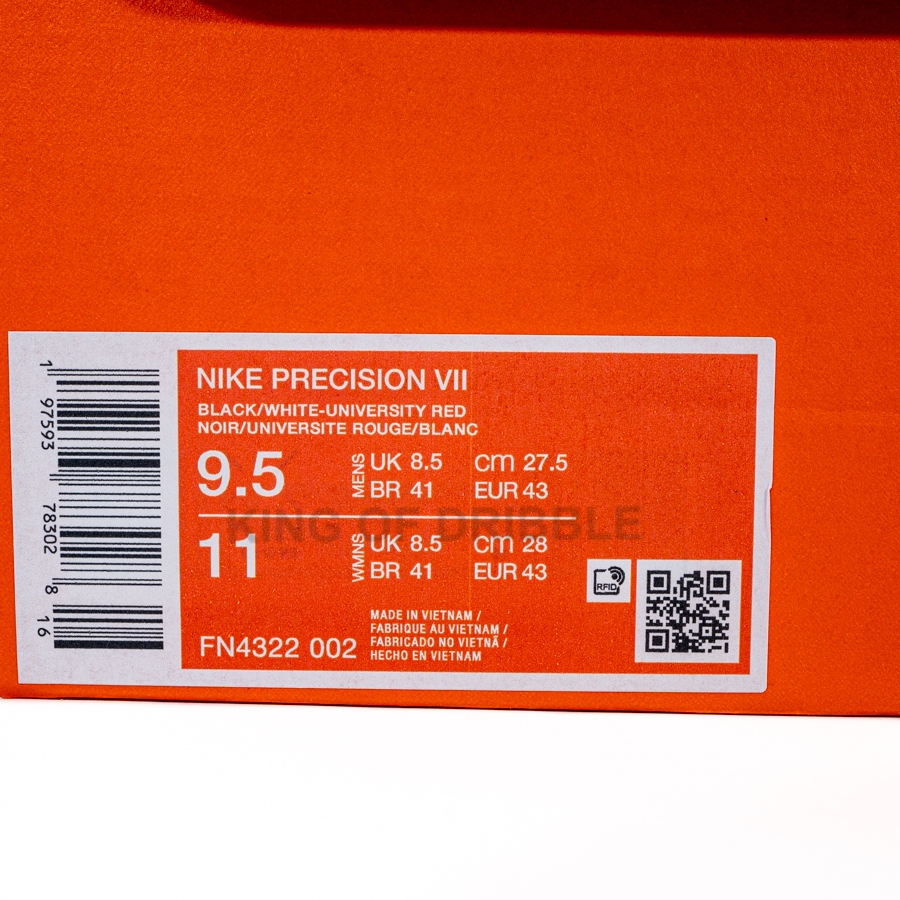 NIKE PRECISION VII
BLACK/WHITE-UNIVERSITY RED
NOIR/UNIVERSITE ROUGE/BLANC
9.5 MENS UK 8.5 cm 27.5
BR 41 EUR 43
KING OF DRIBBLE
11 WMNS UK 8.5 cm 28
BR 41 EUR 43
RFID
FN4322 002
MADE IN VIETNAM /
FABRIQUE AU VIETNAM /
FABRICADO NO VIETNÃ /
HECHO EN VIETNAM
1 97593 78302 8 16